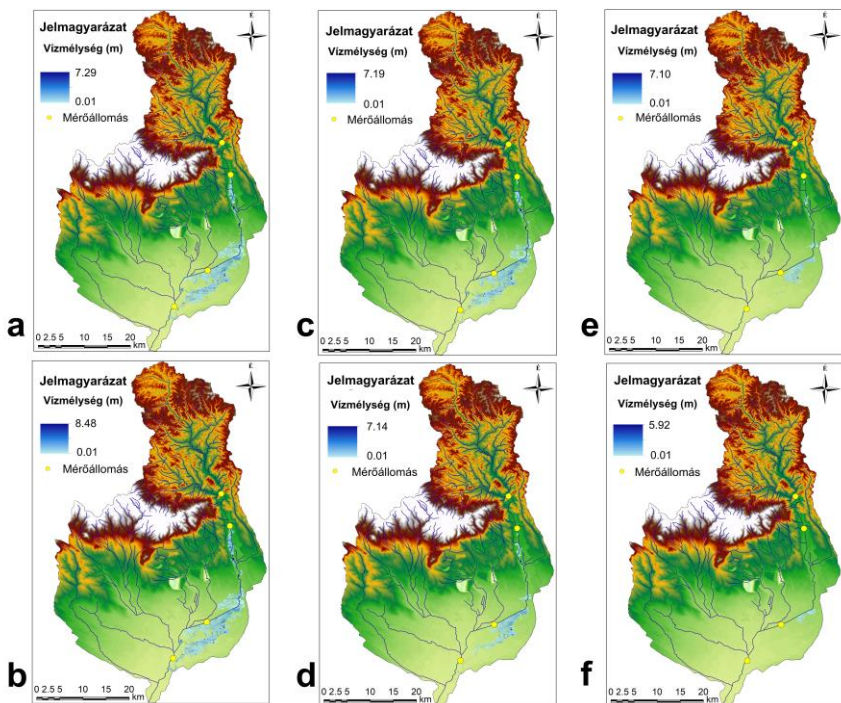 Jelmagyarázat
Vízmélység (m)
7.29
0.01
Mérőállomás
É
a
0 2.5 5 10 15 20
km
Jelmagyarázat
Vízmélység (m)
7.19
0.01
Mérőállomás
É
c
0 2.5 5 10 15 20
km
Jelmagyarázat
Vízmélység (m)
7.10
0.01
Mérőállomás
É
e
0 2.5 5 10 15 20
km
Jelmagyarázat
Vízmélység (m)
8.48
0.01
Mérőállomás
É
b
0 2.5 5 10 15 20
km
Jelmagyarázat
Vízmélység (m)
7.14
0.01
Mérőállomás
É
d
0 2.5 5 10 15 20
km
Jelmagyarázat
Vízmélység (m)
5.92
0.01
Mérőállomás
É
f
0 2.5 5 10 15 20
km